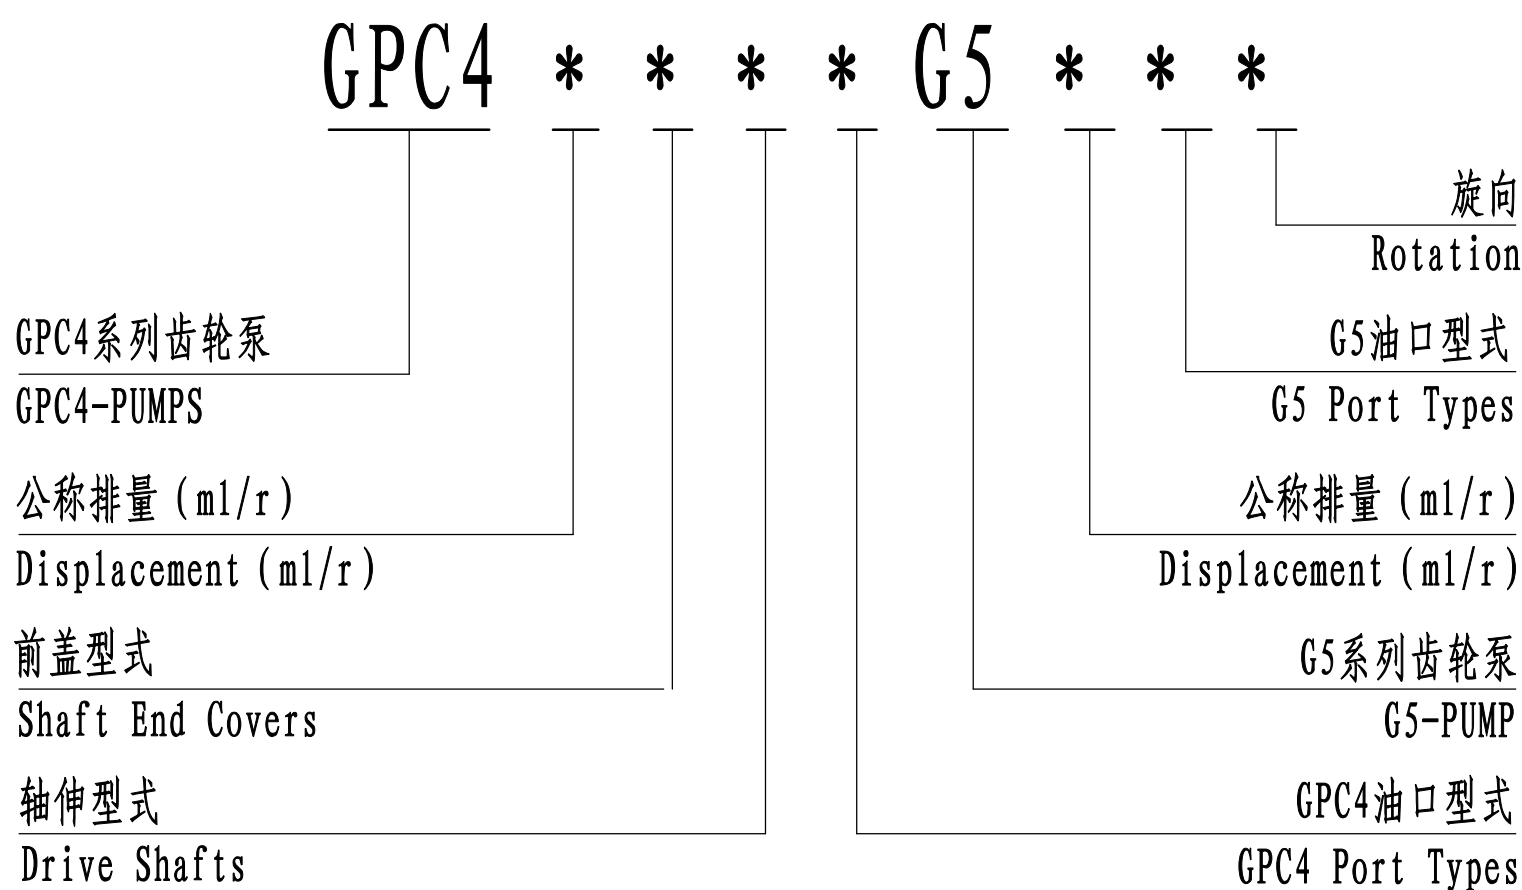 GPC4 * * * * G5 * * *
旋向
Rotation
GPC4系列齿轮泵
GPC4-PUMPS
G5油口型式
G5 Port Types
公称排量(ml/r)
Displacement(ml/r)
公称排量(ml/r)
Displacement(ml/r)
前盖型式
Shaft End Covers
G5系列齿轮泵
G5-PUMP
轴伸型式
Drive Shafts
GPC4油口型式
GPC4 Port Types